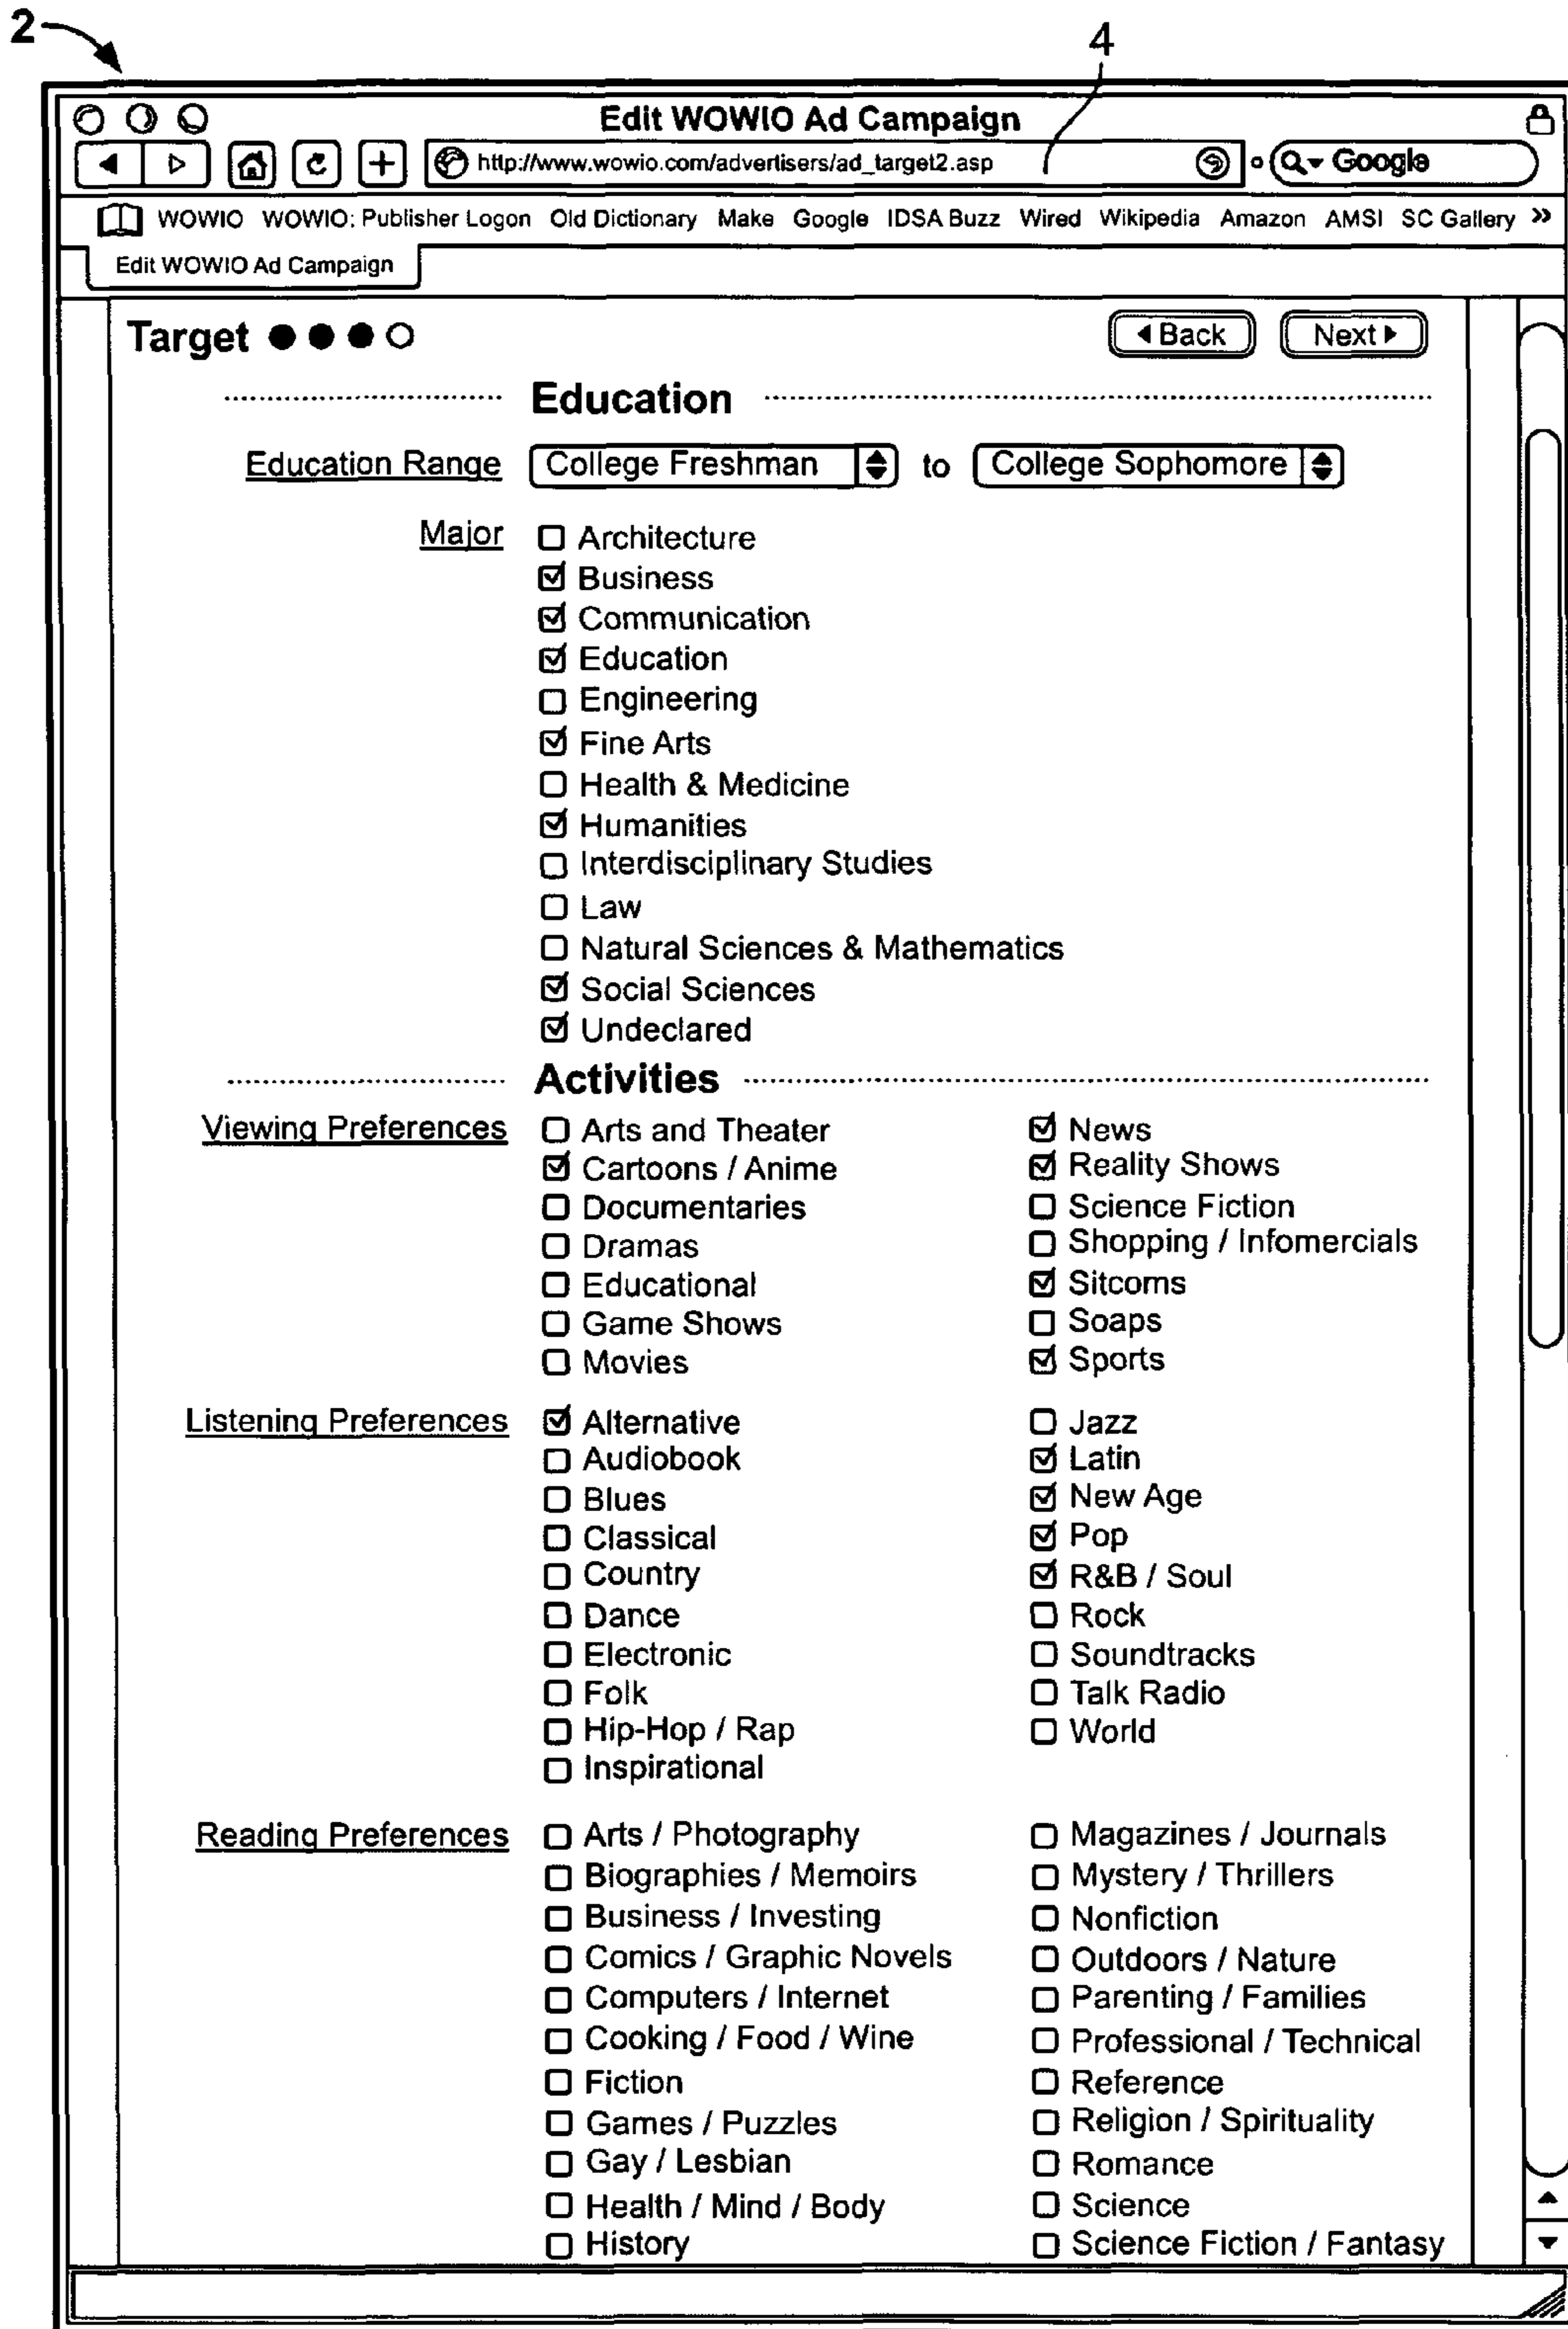 2
4
Edit WOWIO Ad Campaign
http://www.wowio.com/advertisers/ad_target2.asp Google
WOWIO WOWIO: Publisher Logon Old Dictionary Make Google IDSA Buzz Wired Wikipedia Amazon AMSI SC Gallery »
Edit WOWIO Ad Campaign
Target Back Next
Education
Education Range College Freshman to College Sophomore
Major Architecture
Business
Communication
Education
Engineering
Fine Arts
Health & Medicine
Humanities
Interdisciplinary Studies
Law
Natural Sciences & Mathematics
Social Sciences
Undeclared
Activities
Viewing Preferences Arts and Theater News
Cartoons / Anime Reality Shows
Documentaries Science Fiction
Dramas Shopping / Infomercials
Educational Sitcoms
Game Shows Soaps
Movies Sports
Listening Preferences Alternative Jazz
Audiobook Latin
Blues New Age
Classical Pop
Country R&B / Soul
Dance Rock
Electronic Soundtracks
Folk Talk Radio
Hip-Hop / Rap World
Inspirational
Reading Preferences Arts / Photography Magazines / Journals
Biographies / Memoirs Mystery / Thrillers
Business / Investing Nonfiction
Comics / Graphic Novels Outdoors / Nature
Computers / Internet Parenting / Families
Cooking / Food / Wine Professional / Technical
Fiction Reference
Games / Puzzles Religion / Spirituality
Gay / Lesbian Romance
Health / Mind / Body Science
History Science Fiction / Fantasy